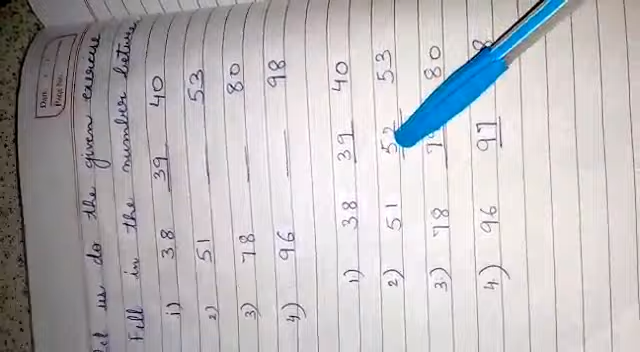 Date : / /
Page No:
Let us do the given exercise
Fill in the number between
1) 38 39 40
2) 51 53
3) 78 80
4) 96 98
1) 38 39 40
2) 51 52 53
3) 78 80
4) 96 97